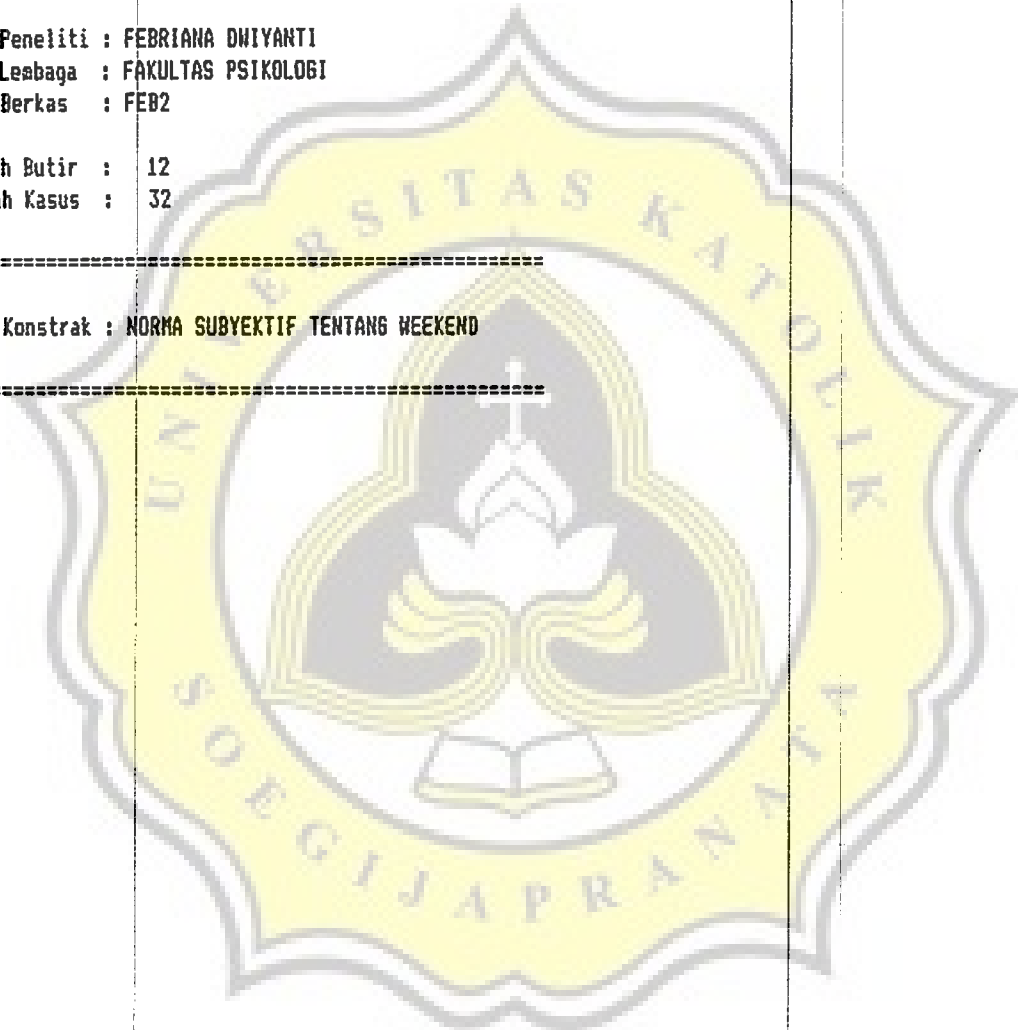 Peneliti : FEBRIANA DWIYANTI
Lembaga : FAKULTAS PSIKOLOGI
Berkas : FEB2
h Butir : 12
h Kasus : 32
==========================================================
Konstrak : NORMA SUBYEKTIF TENTANG WEEKEND
==========================================================
UNIVERSITAS KATOLIK
SOEGIJAPRANATA